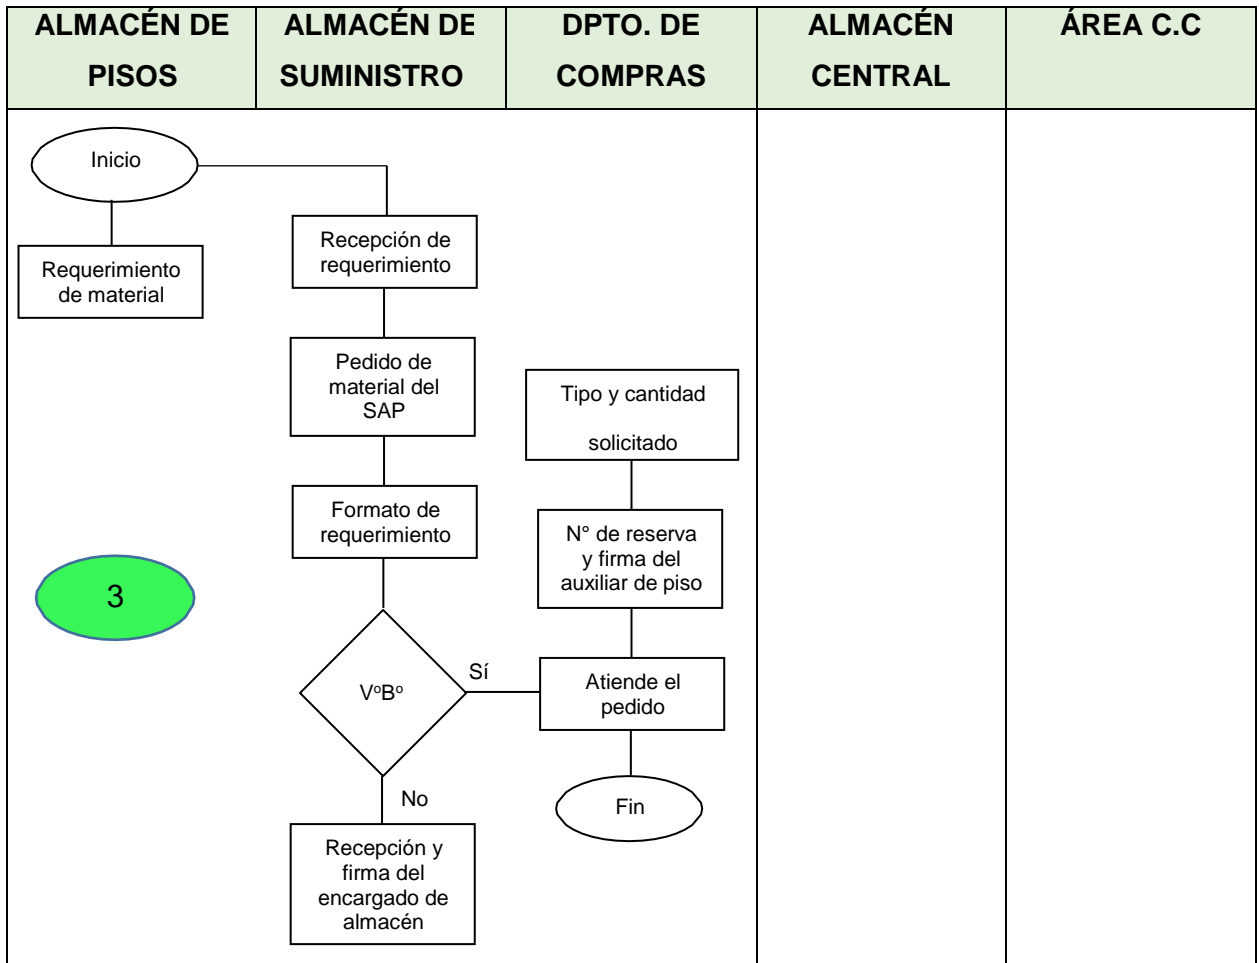 ALMACÉN DE
PISOS
ALMACÉN DE
SUMINISTRO
DPTO. DE
COMPRAS
ALMACÉN
CENTRAL
ÁREA C.C
Inicio
Requerimiento
de material
3
Recepción de
requerimiento
Pedido de
material del
SAP
Formato de
requerimiento
VºBº
Sí
No
Recepción y
firma del
encargado de
almacén
Tipo y cantidad
solicitado
N° de reserva
y firma del
auxiliar de piso
Atiende el
pedido
Fin